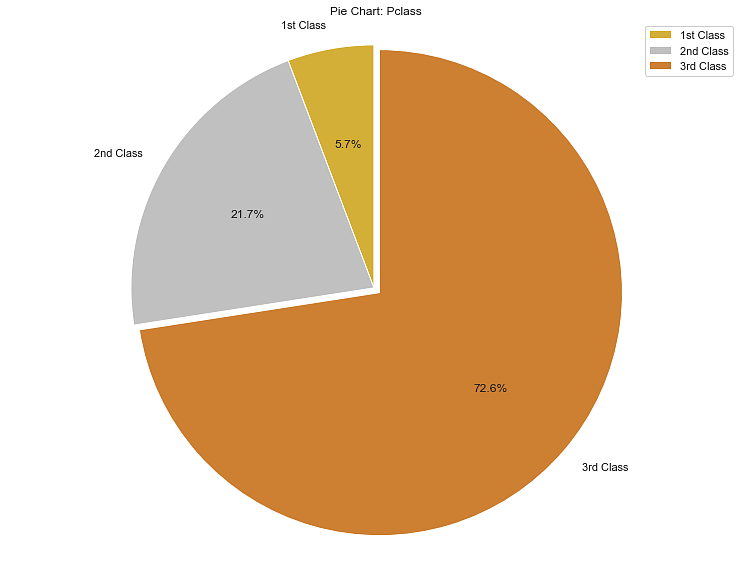 Pie Chart: Pclass
1st Class
2nd Class
3rd Class
1st Class
5.7%
2nd Class
21.7%
72.6%
3rd Class